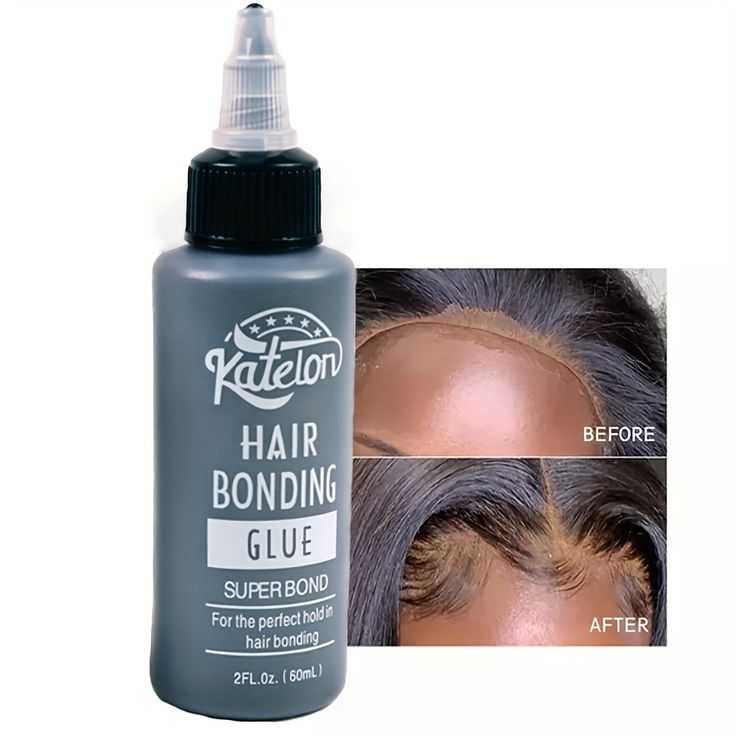 Katelon
HAIR
BONDING
GLUE
SUPER BOND
For the perfect hold in
hair bonding
2FL.Oz. (60mL)
BEFORE
AFTER